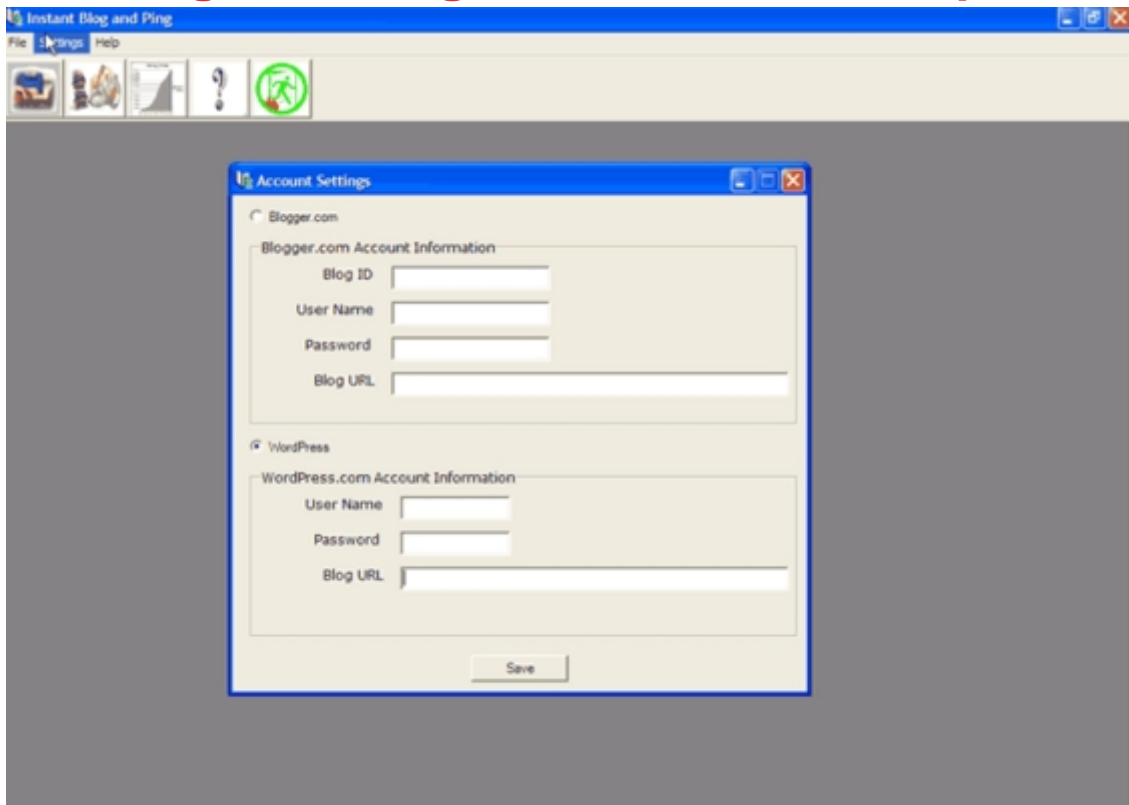 Instant Blog and Ping
File Settings Help
Account Settings
Blogger.com
Blogger.com Account Information
Blog ID
User Name
Password
Blog URL
WordPress
WordPress.com Account Information
User Name
Password
Blog URL
Save